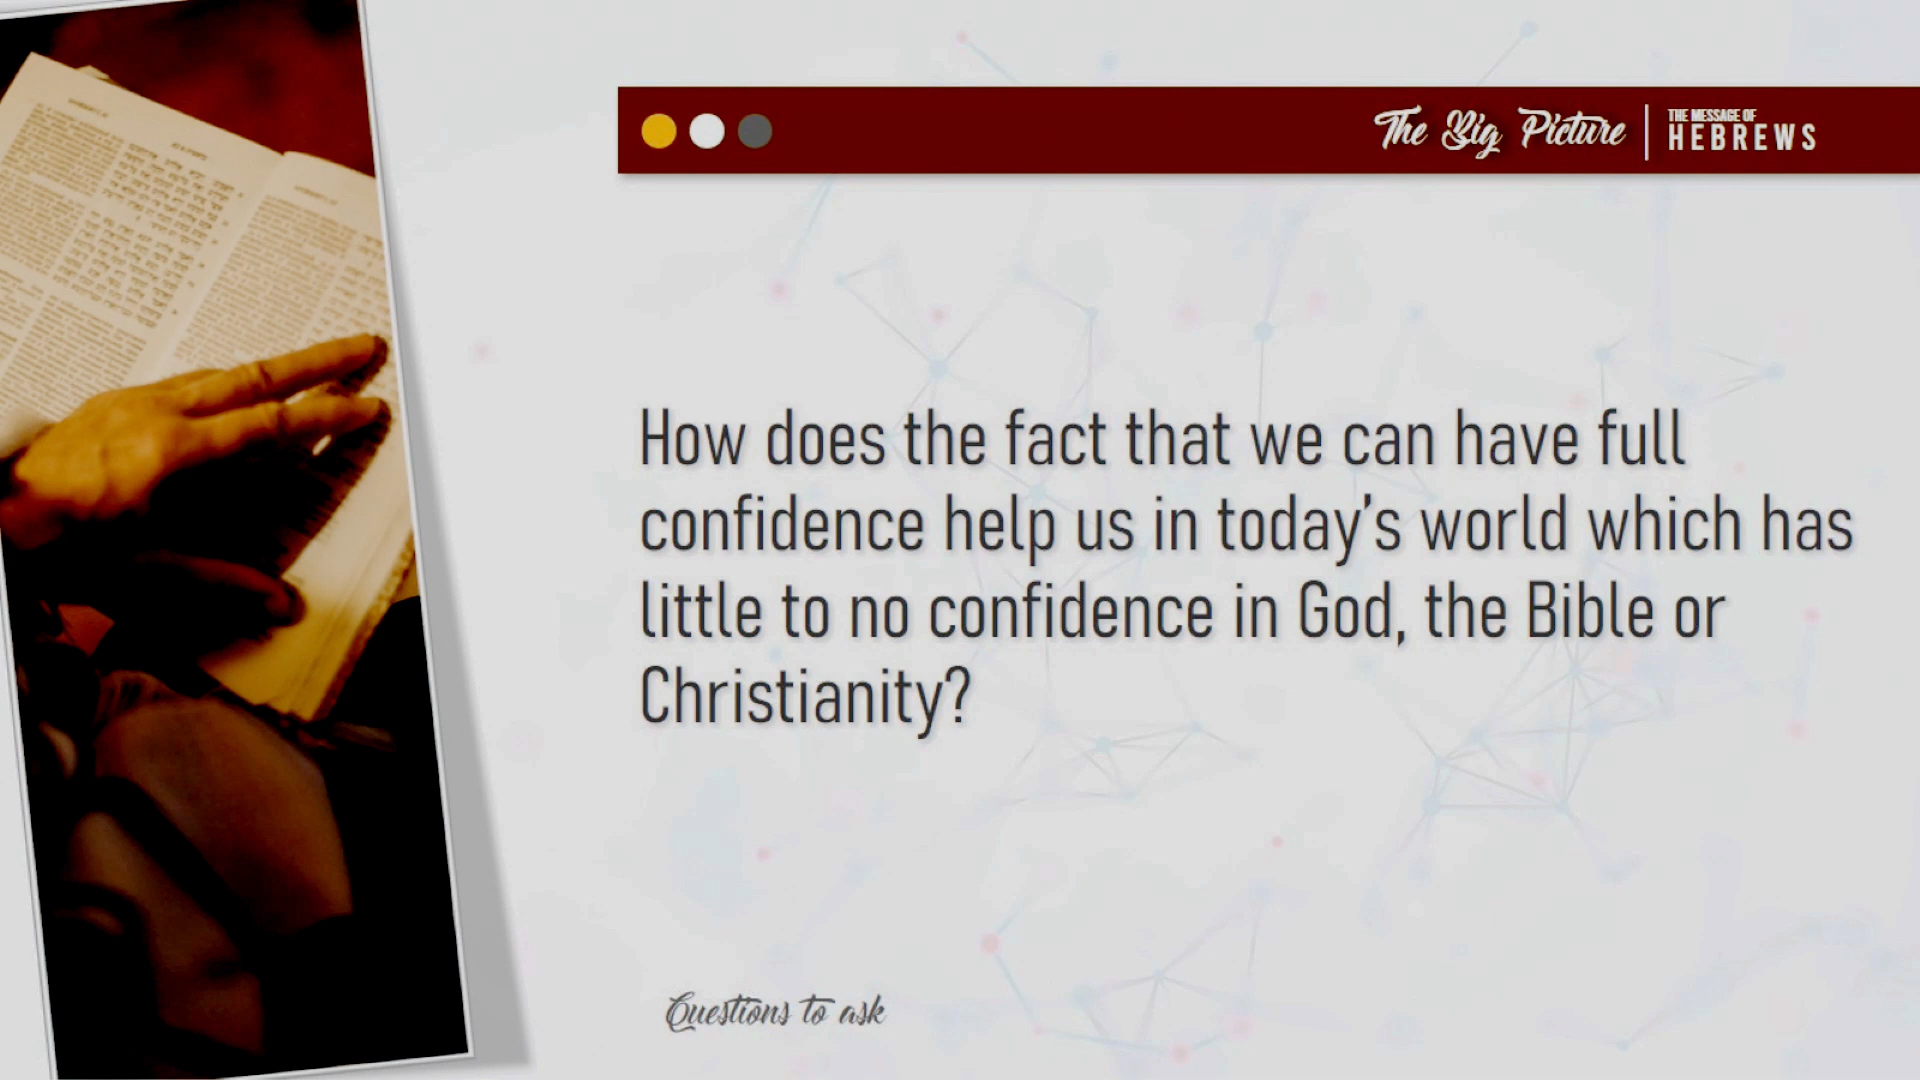 The Big Picture
THE MESSAGE OF
HEBREWS
How does the fact that we can have full
confidence help us in today’s world which has
little to no confidence in God, the Bible or
Christianity?
Questions to ask